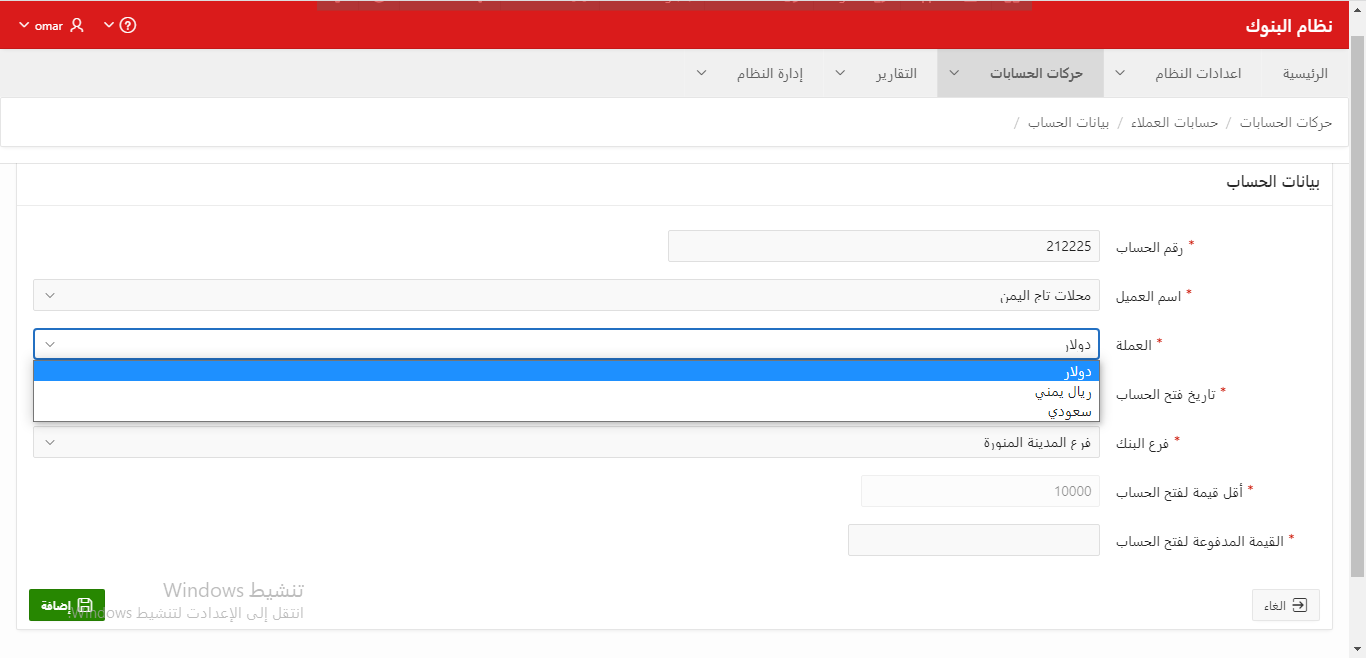 نظام البنوك
omar
الرئيسية
اعدادات النظام
حركات الحسابات
التقارير
إدارة النظام
حركات الحسابات / حسابات العملاء / بيانات الحساب /
بيانات الحساب
* رقم الحساب
212225
* اسم العميل
محلات تاج اليمن
* العملة
دولار
دولار
ريال يمني
سعودي
* تاريخ فتح الحساب
* فرع البنك
فرع المدينة المنورة
* أقل قيمة لفتح الحساب
10000
* القيمة المدفوعة لفتح الحساب
الغاء
إضافة
تنشيط Windows
انتقل إلى الإعدادت لتنشيط Windows.